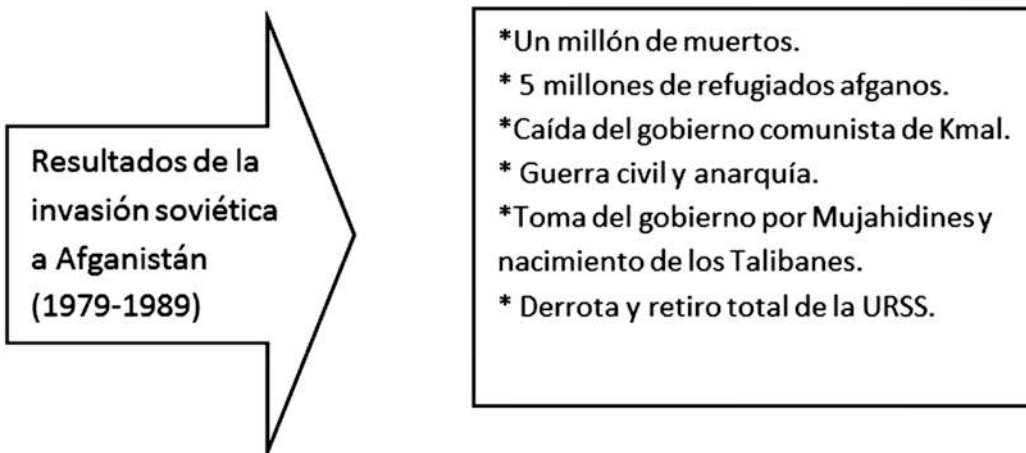 Resultados de la
invasión soviética
a Afganistán
(1979-1989)
*Un millón de muertos.
* 5 millones de refugiados afganos.
*Caída del gobierno comunista de Kmal.
* Guerra civil y anarquía.
*Toma del gobierno por Mujahidines y
nacimiento de los Talibanes.
* Derrota y retiro total de la URSS.